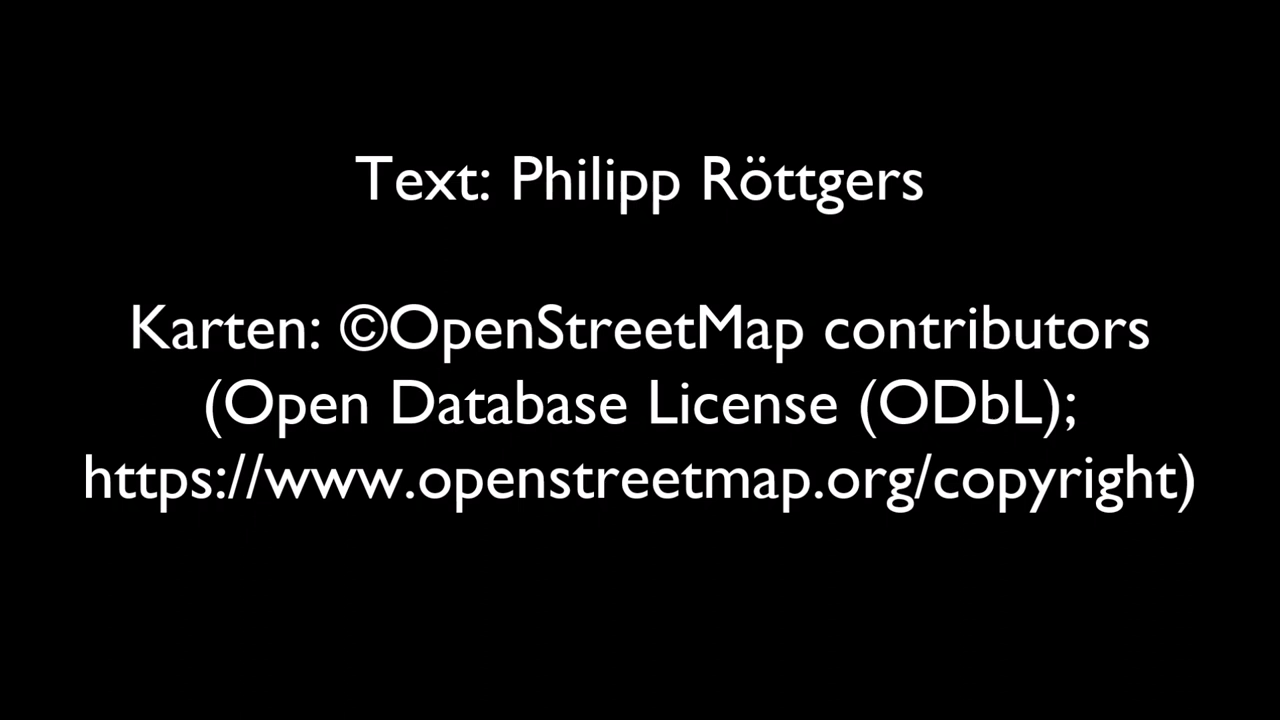 Text: Philipp Röttgers
Karten: ©OpenStreetMap contributors
(Open Database License (ODbL);
https://www.openstreetmap.org/copyright)